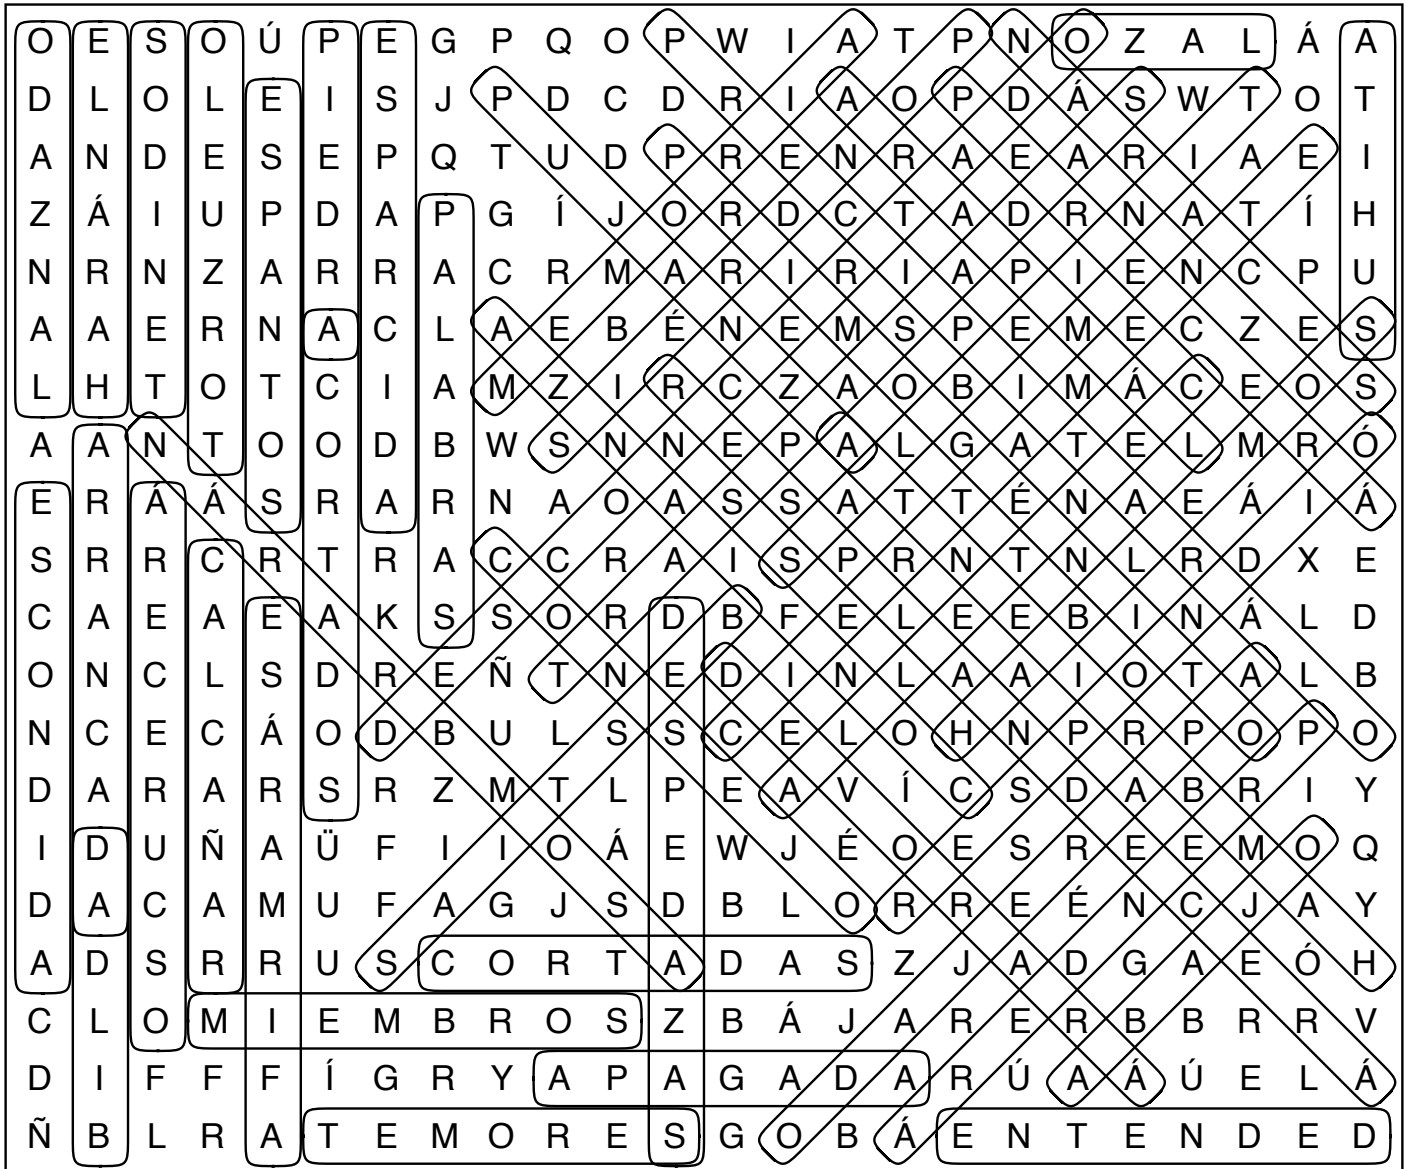 O E S O Ú P E G P Q O P W I A T P N O Z A L Á A
D L O L E I S J P D C D R I A O P D Á S W T O T
A N D E S E P Q T U D P R E N R A E A R I A E I
Z Á I U P D A P G Í J O R D C T A D R N A T Í H
N R N Z A R R A C R M A R I R I A P I E N C P U
A A E R N A C L A E B É N E M S P E M E C Z E S
L H T O T C I A M Z I R C Z A O B I M Á C E O S
A A N T O O D B W S N N E P A L G A T E L M R Ó
E R Á Á S R A R N A O A S S A T T É N A E Á I Á
S R R C R T R A C C R A I S P R N T N L R D X E
C A E A E A K S S O R D B F E L E E B I N Á L D
O N C L S D R E Ñ T N E D I N L A A I O T A L B
N C E C Á O D B U L S S C E L O H N P R P O P O
D A R A R S R Z M T L P E A V Í C S D A B R I Y
I D U Ñ A Ü F I I O Á E W J É O E S R E E M O Q
D A C A M U F A G J S D B L O R R E É N C J A Y
A D S R R U S C O R T A D A S Z J A D G A E Ó H
C L O M I E M B R O S Z B Á J A R E R B B R R V
D I F F F Í G R Y A P A G A D A R Ú A Á Ú E L Á
Ñ B L R A T E M O R E S G O B Á E N T E N D E D